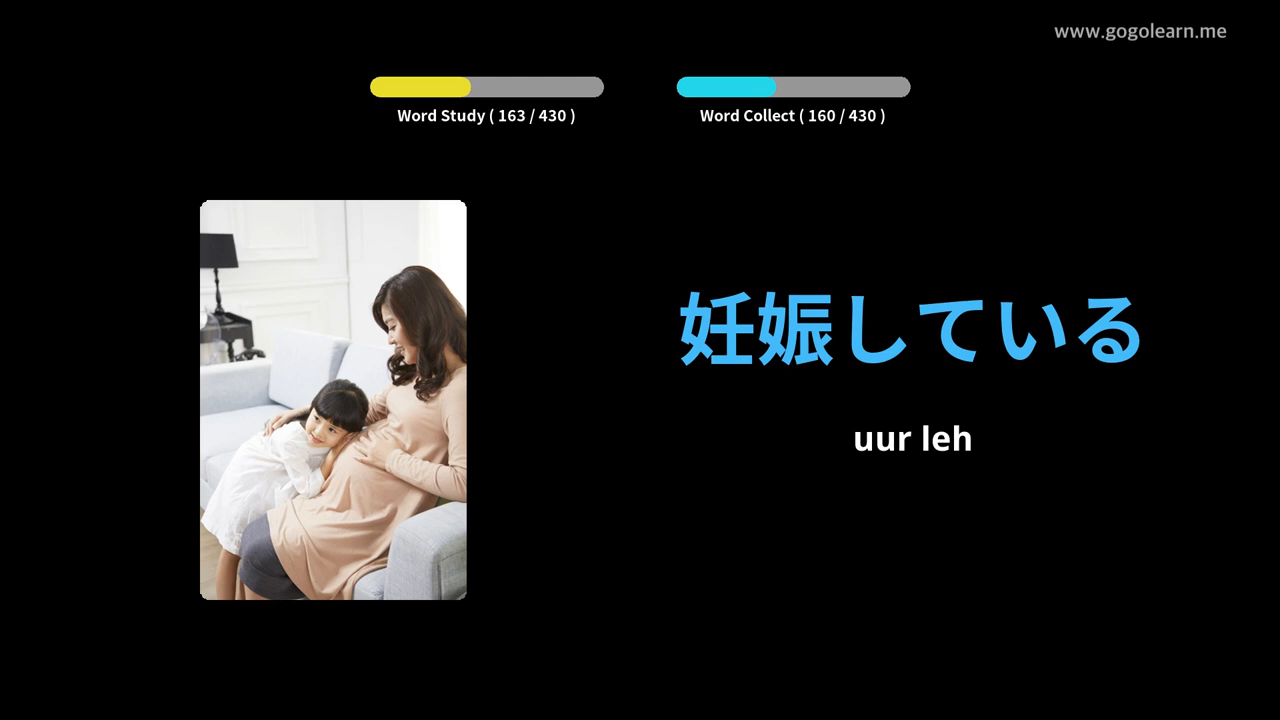 www.gogolearn.me
Word Study ( 163 / 430 )
Word Collect ( 160 / 430 )
妊娠している
uur leh